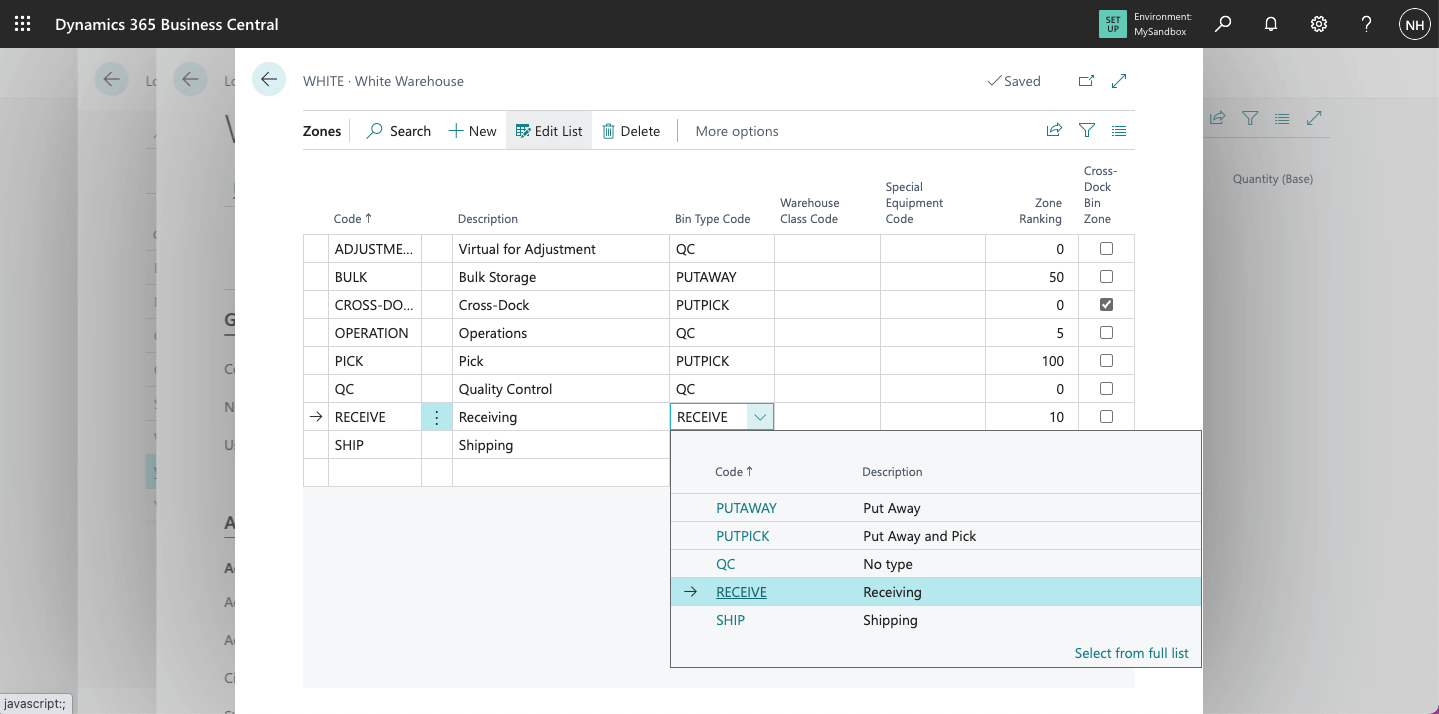 Dynamics 365 Business Central
SET UP
Environment:
MySandbox
?
NH
WHITE · White Warehouse
Saved
Zones Search New Edit List Delete More options
Quantity (Base)
Code ↑ Description Bin Type Code Warehouse Class Code Special Equipment Code Zone Ranking Cross-Dock Bin Zone
ADJUSTME... Virtual for Adjustment QC 0
BULK Bulk Storage PUTAWAY 50
CROSS-DO... Cross-Dock PUTPICK 0
OPERATION Operations QC 5
PICK Pick PUTPICK 100
QC Quality Control QC 0
RECEIVE Receiving RECEIVE 10
SHIP Shipping
Code ↑ Description
PUTAWAY Put Away
PUTPICK Put Away and Pick
QC No type
RECEIVE Receiving
SHIP Shipping
Select from full list
javascript:;